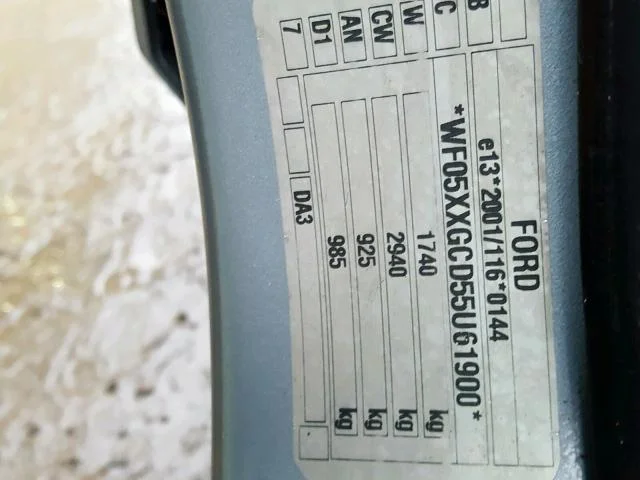 FORD
B e13*2001/116*0144
C *WF05XXGCD55U61900*
W 1740 kg
CW 2940 kg
AN 925 kg
D1 985 kg
7 DA3